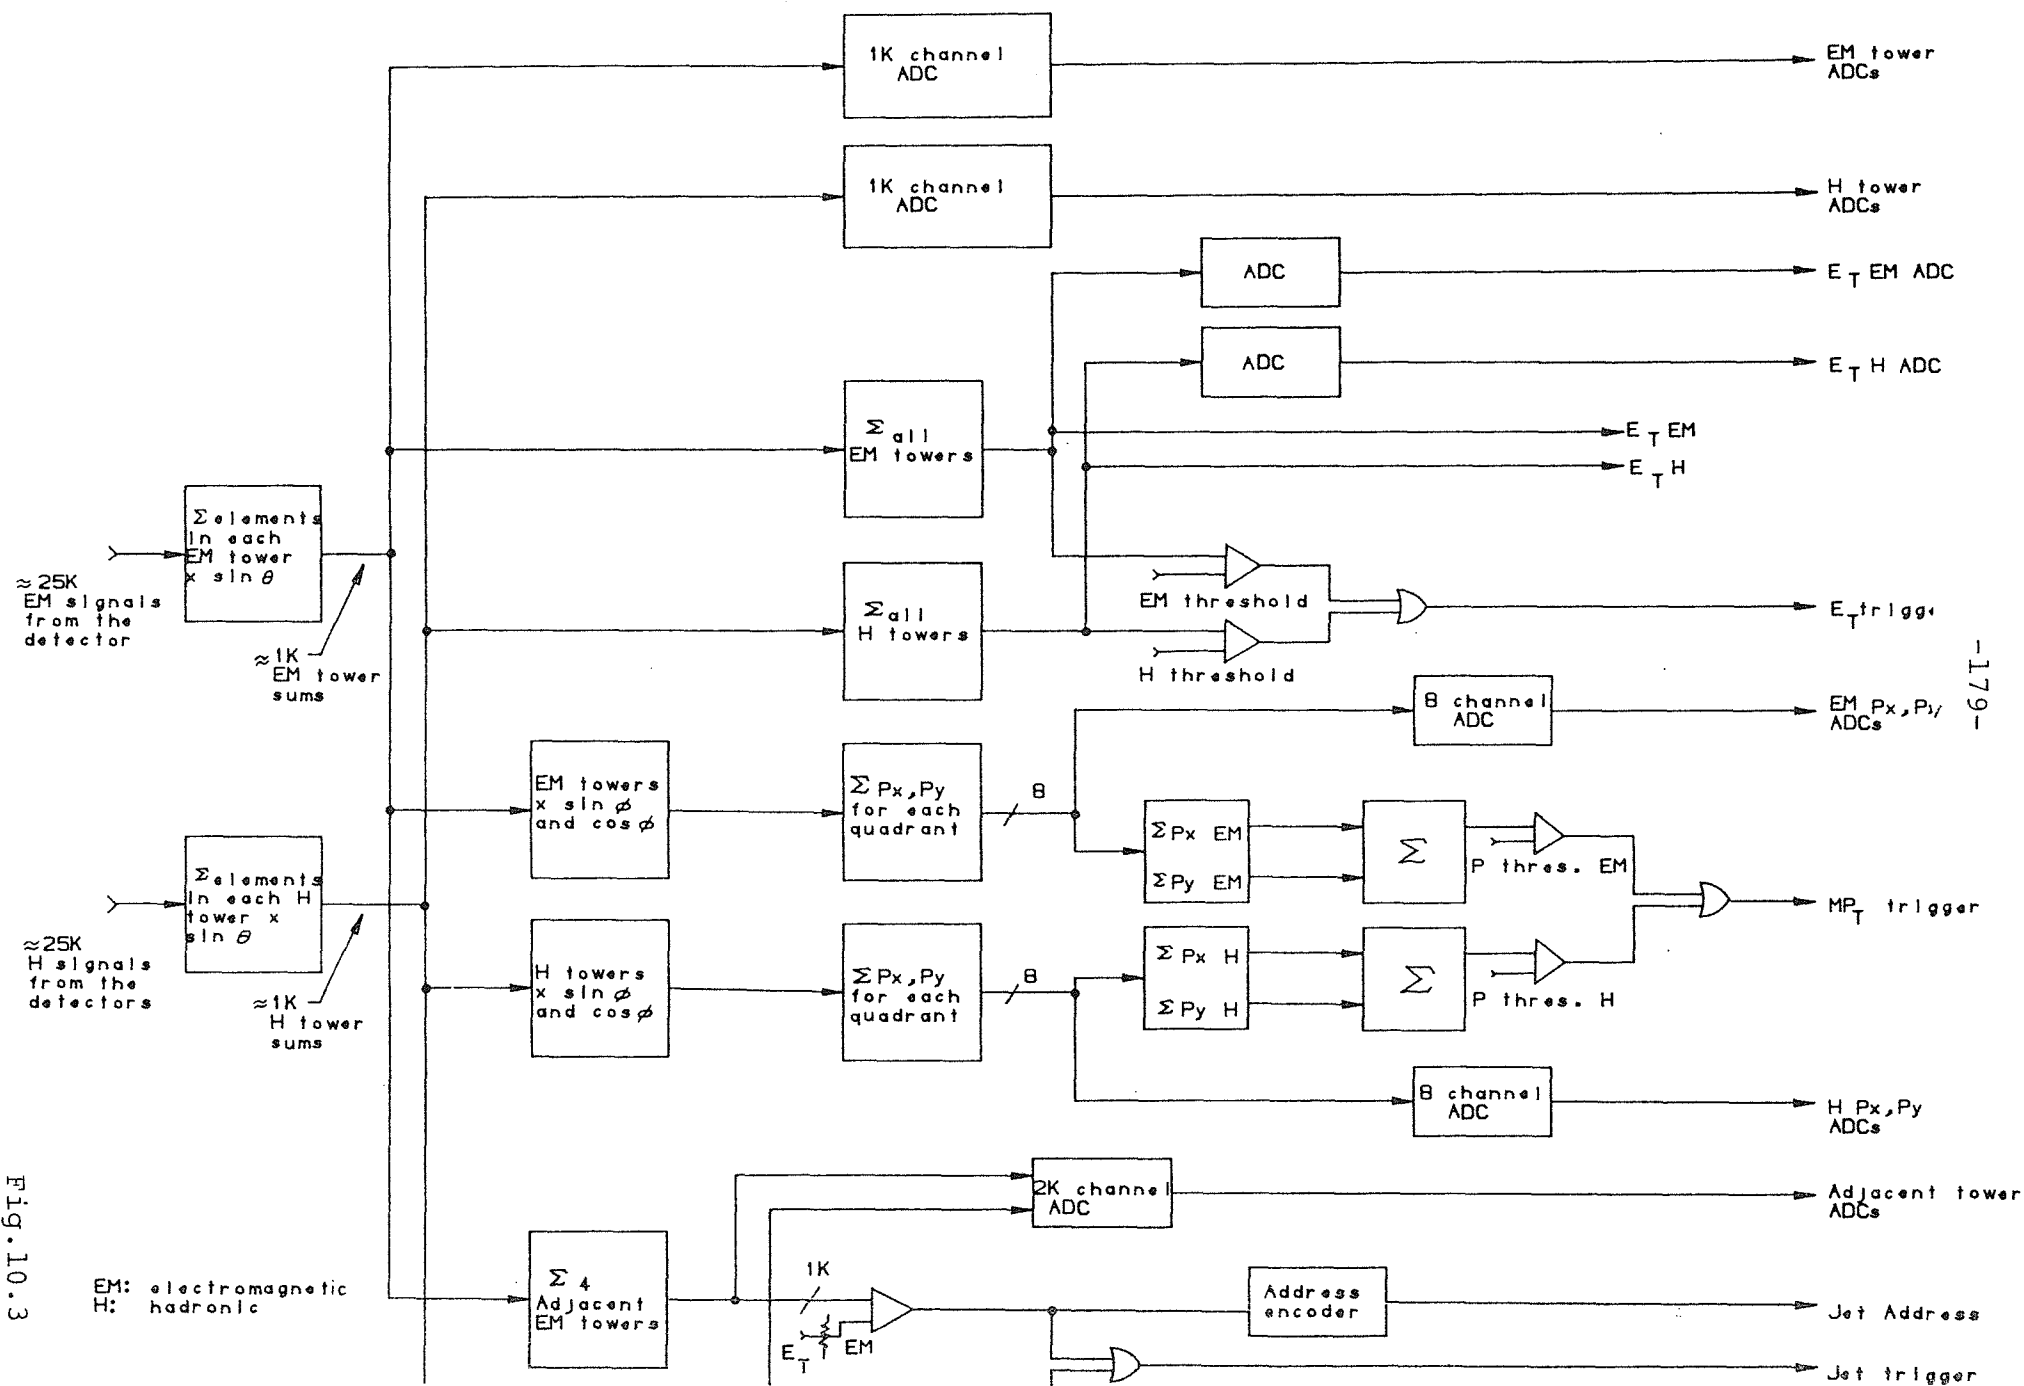 1K channel
ADC
EM tower
ADCs
1K channel
ADC
H tower
ADCs
ADC
E T EM ADC
ADC
E T H ADC
Σ all
EM towers
E T EM
E T H
Σ elements
in each
EM tower
x sin θ
≈25K
EM signals
from the
detector
≈1K
EM tower
sums
Σ all
H towers
EM threshold
H threshold
E T trigge
-179-
8 channel
ADC
EM Px,Py
ADCs
EM towers
x sin ø
and cos ø
Σ Px,Py
for each
quadrant
8
Σ Px EM
Σ Py EM
Σ
P thres. EM
MP T trigger
Σ elements
in each H
tower x
sin θ
≈25K
H signals
from the
detectors
≈1K
H tower
sums
H towers
x sin ø
and cos ø
Σ Px,Py
for each
quadrant
8
Σ Px H
Σ Py H
Σ
P thres. H
8 channel
ADC
H Px,Py
ADCs
2K channel
ADC
Adjacent tower
ADCs
Σ 4
Adjacent
EM towers
1K
E T
EM
Address
encoder
Jet Address
Jet trigger
EM: electromagnetic
H: hadronic
Fig.10.3